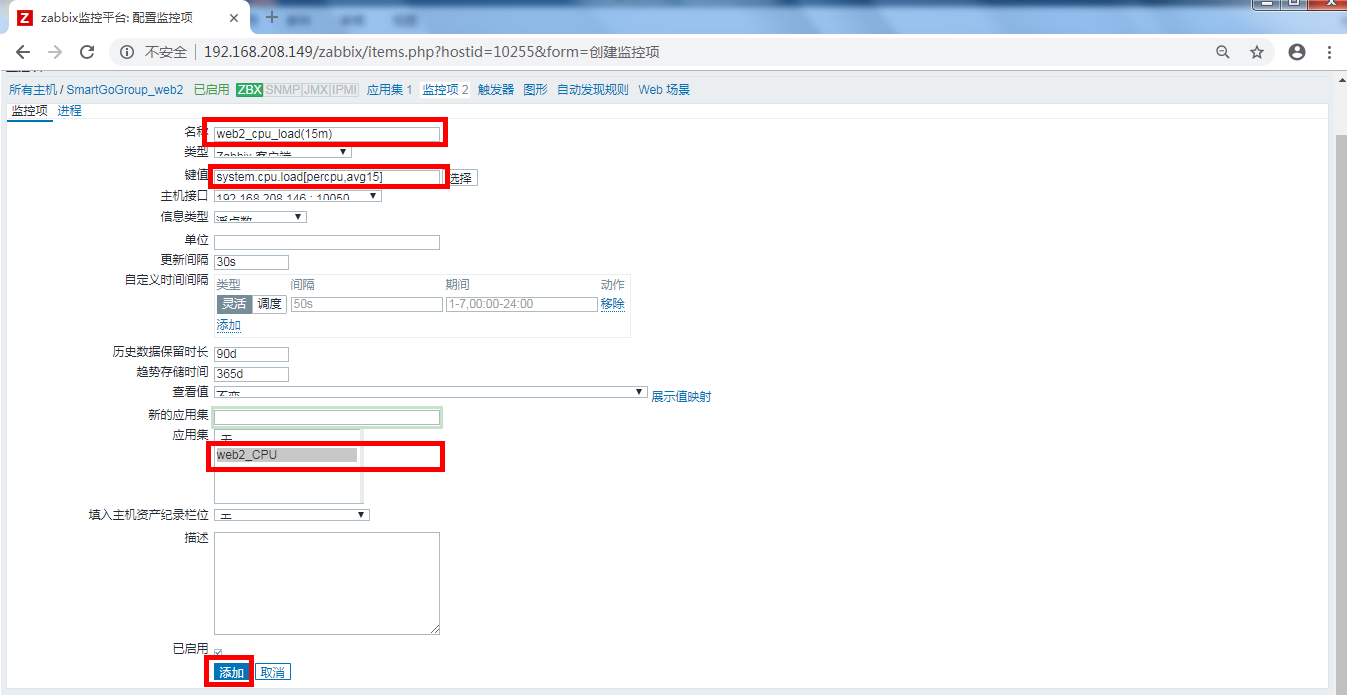 zabbix监控平台: 配置监控项
不安全 192.168.208.149/zabbix/items.php?hostid=10255&form=创建监控项
所有主机 / SmartGoGroup_web2 已启用 ZBX SNMP JMX IPMI 应用集 1 监控项 2 触发器 图形 自动发现规则 Web 场景
监控项 进程
名称 web2_cpu_load(15m)
类型 Zabbix 客户端
键值 system.cpu.load[percpu,avg15] 选择
主机接口 192.168.208.146 : 10050
信息类型 浮点数
单位
更新间隔 30s
自定义时间间隔 类型 间隔 期间 动作
灵活 调度 50s 1-7,00:00-24:00 移除
添加
历史数据保留时长 90d
趋势存储时间 365d
查看值 不变 展示值映射
新的应用集
应用集 无
web2_CPU
填入主机资产纪录栏位 无
描述
已启用
添加 取消